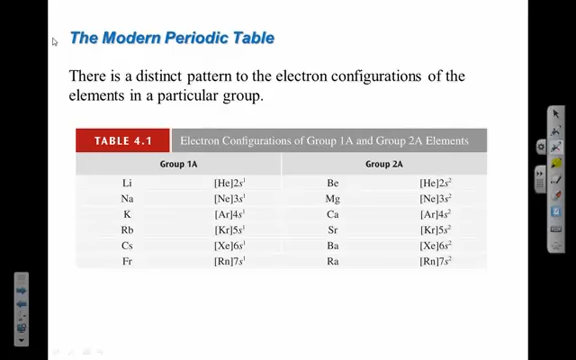 The Modern Periodic Table
There is a distinct pattern to the electron configurations of the
elements in a particular group.
TABLE 4.1 Electron Configurations of Group 1A and Group 2A Elements
Group 1A Group 2A
Li [He]2s¹ Be [He]2s²
Na [Ne]3s¹ Mg [Ne]3s²
K [Ar]4s¹ Ca [Ar]4s²
Rb [Kr]5s¹ Sr [Kr]5s²
Cs [Xe]6s¹ Ba [Xe]6s²
Fr [Rn]7s¹ Ra [Rn]7s²